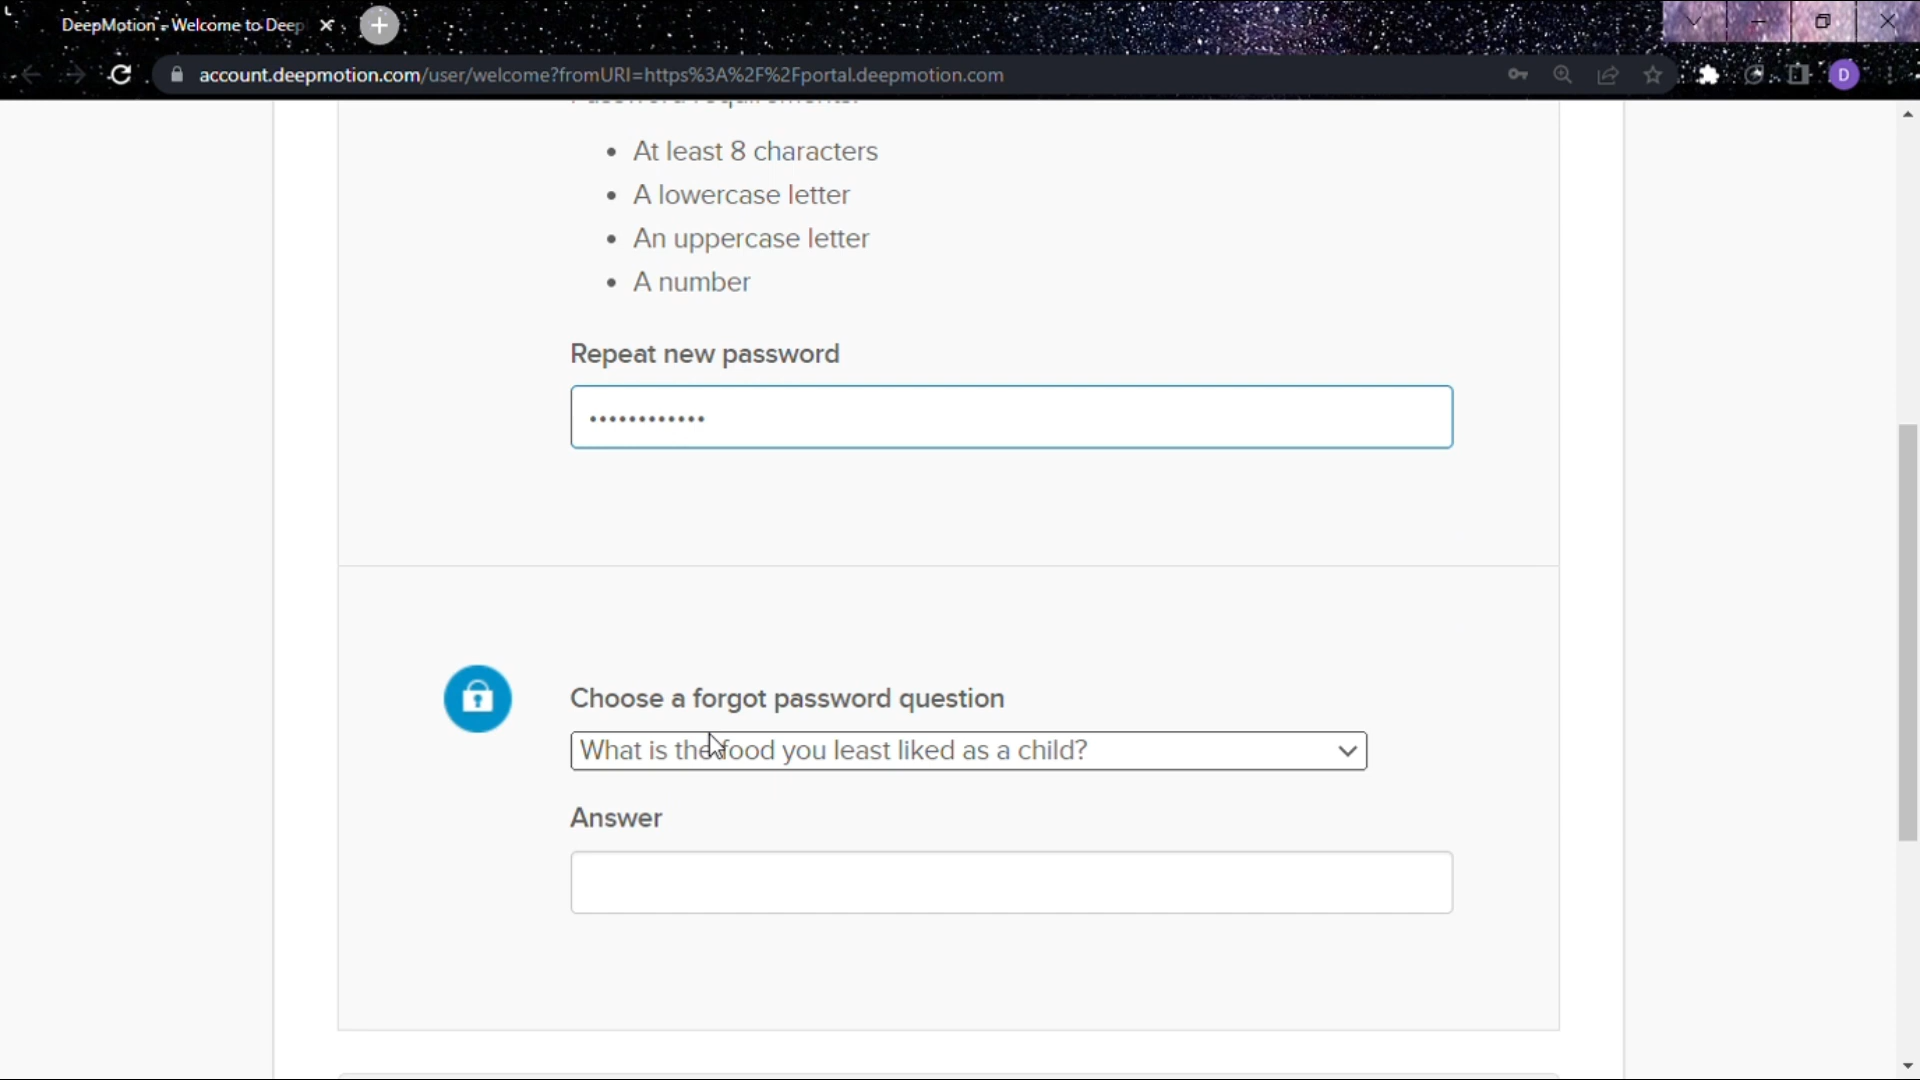 DeepMotion - Welcome to Deep
account.deepmotion.com/user/welcome?fromURI=https%3A%2F%2Fportal.deepmotion.com
D
• At least 8 characters
• A lowercase letter
• An uppercase letter
• A number
Repeat new password
Choose a forgot password question
What is the food you least liked as a child?
Answer